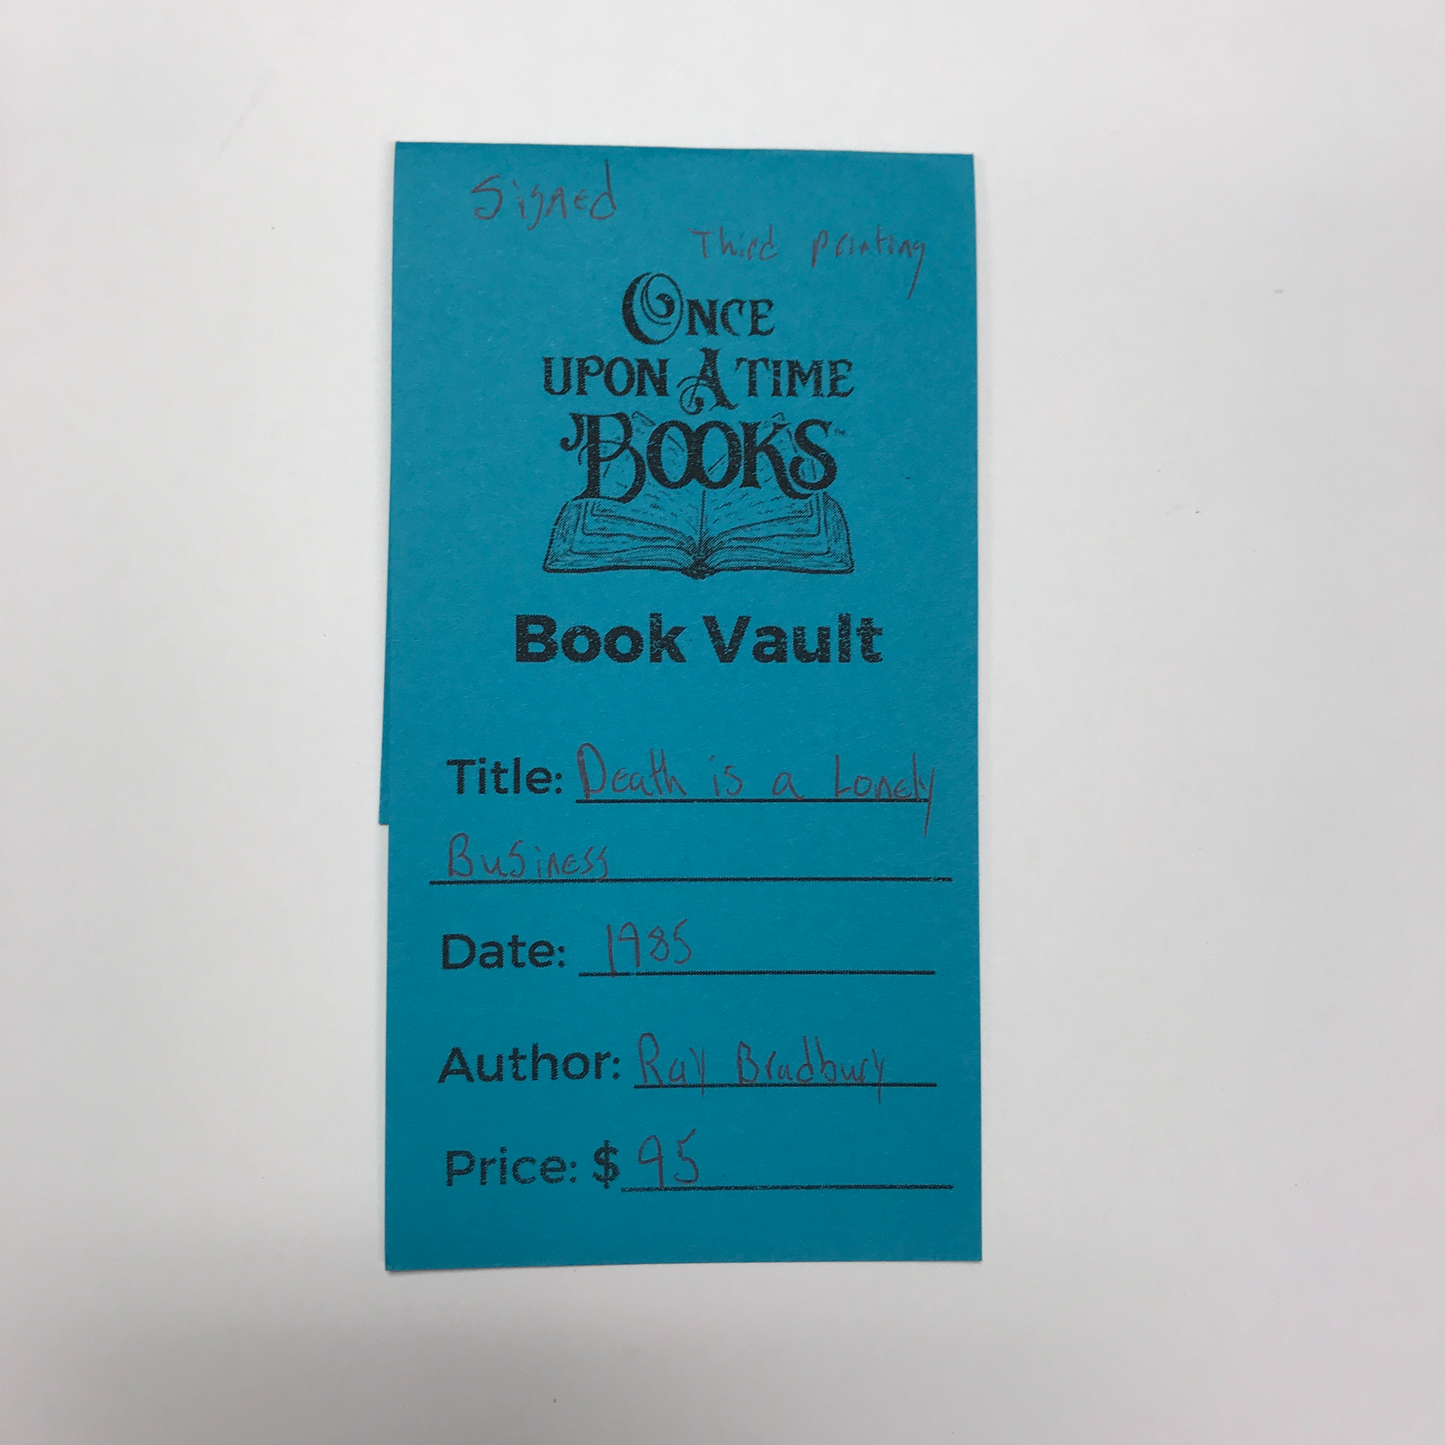 Signed
Third printing
ONCE
UPON A TIME
BOOKS™
Book Vault
Title: Death is a Lonely
Business
Date: 1985
Author: Ray Bradbury
Price: $95